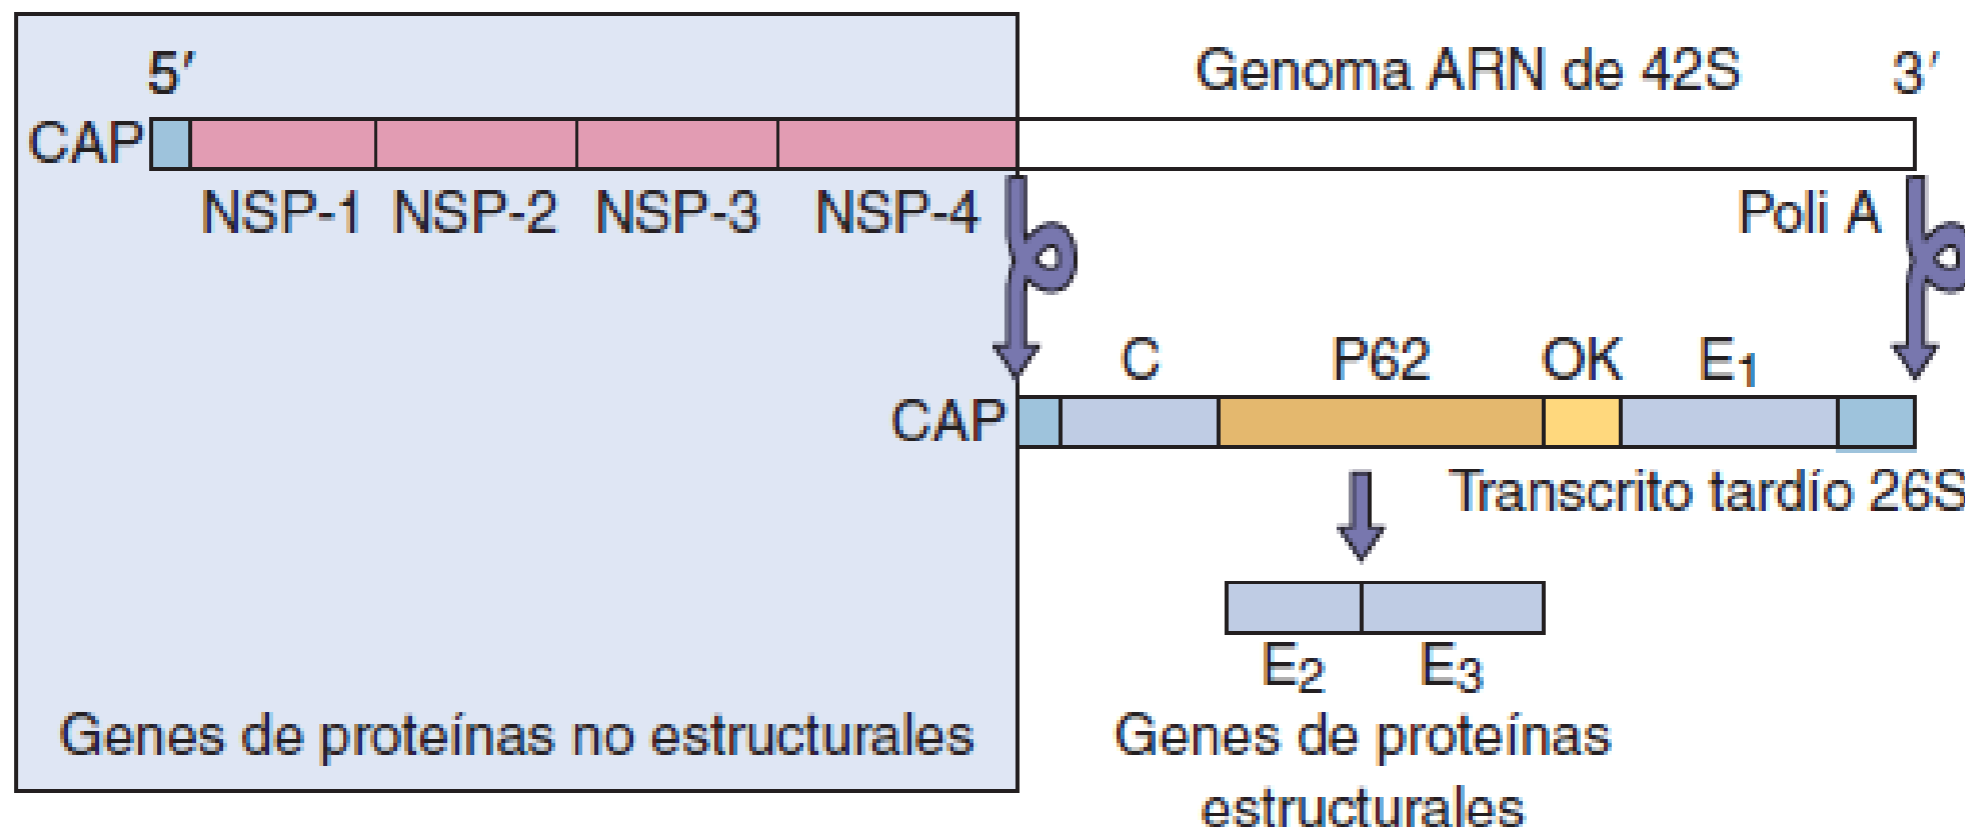 5′ Genoma ARN de 42S 3′
CAP
NSP-1 NSP-2 NSP-3 NSP-4 Poli A
C P62 OK E1
CAP
Transcrito tardío 26S
E2 E3
Genes de proteínas no estructurales
Genes de proteínas
estructurales